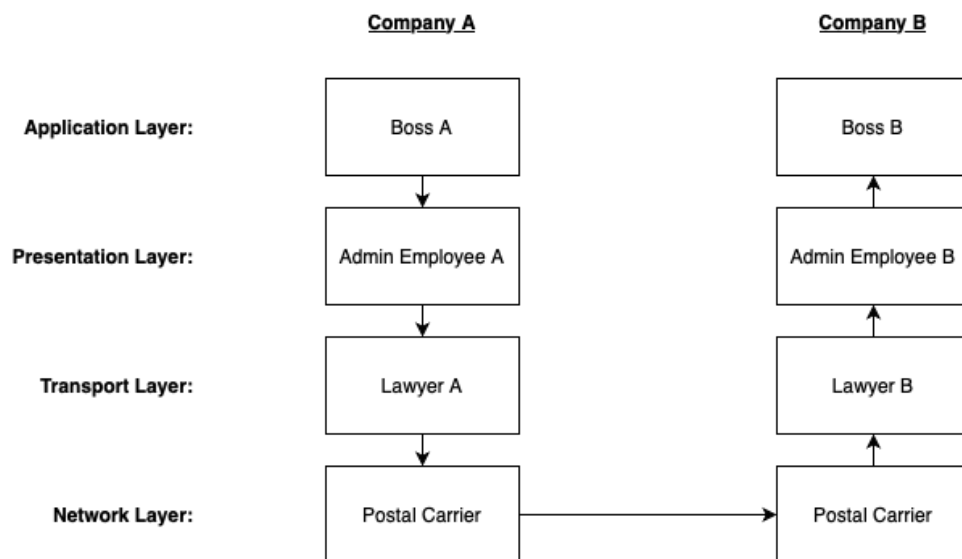 Company A
Company B
Application Layer:
Boss A
Boss B
Presentation Layer:
Admin Employee A
Admin Employee B
Transport Layer:
Lawyer A
Lawyer B
Network Layer:
Postal Carrier
Postal Carrier